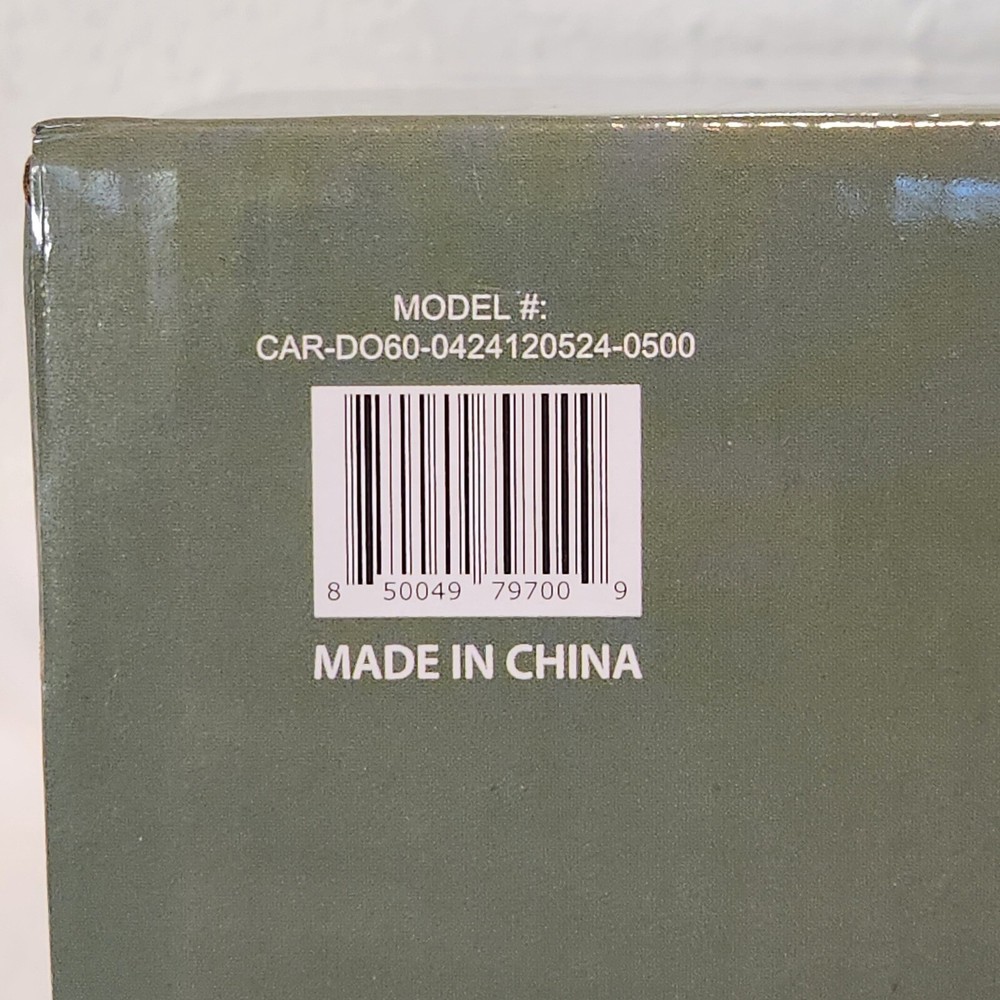 MODEL #:
CAR-DO60-0424120524-0500
8 50049 79700 9
MADE IN CHINA